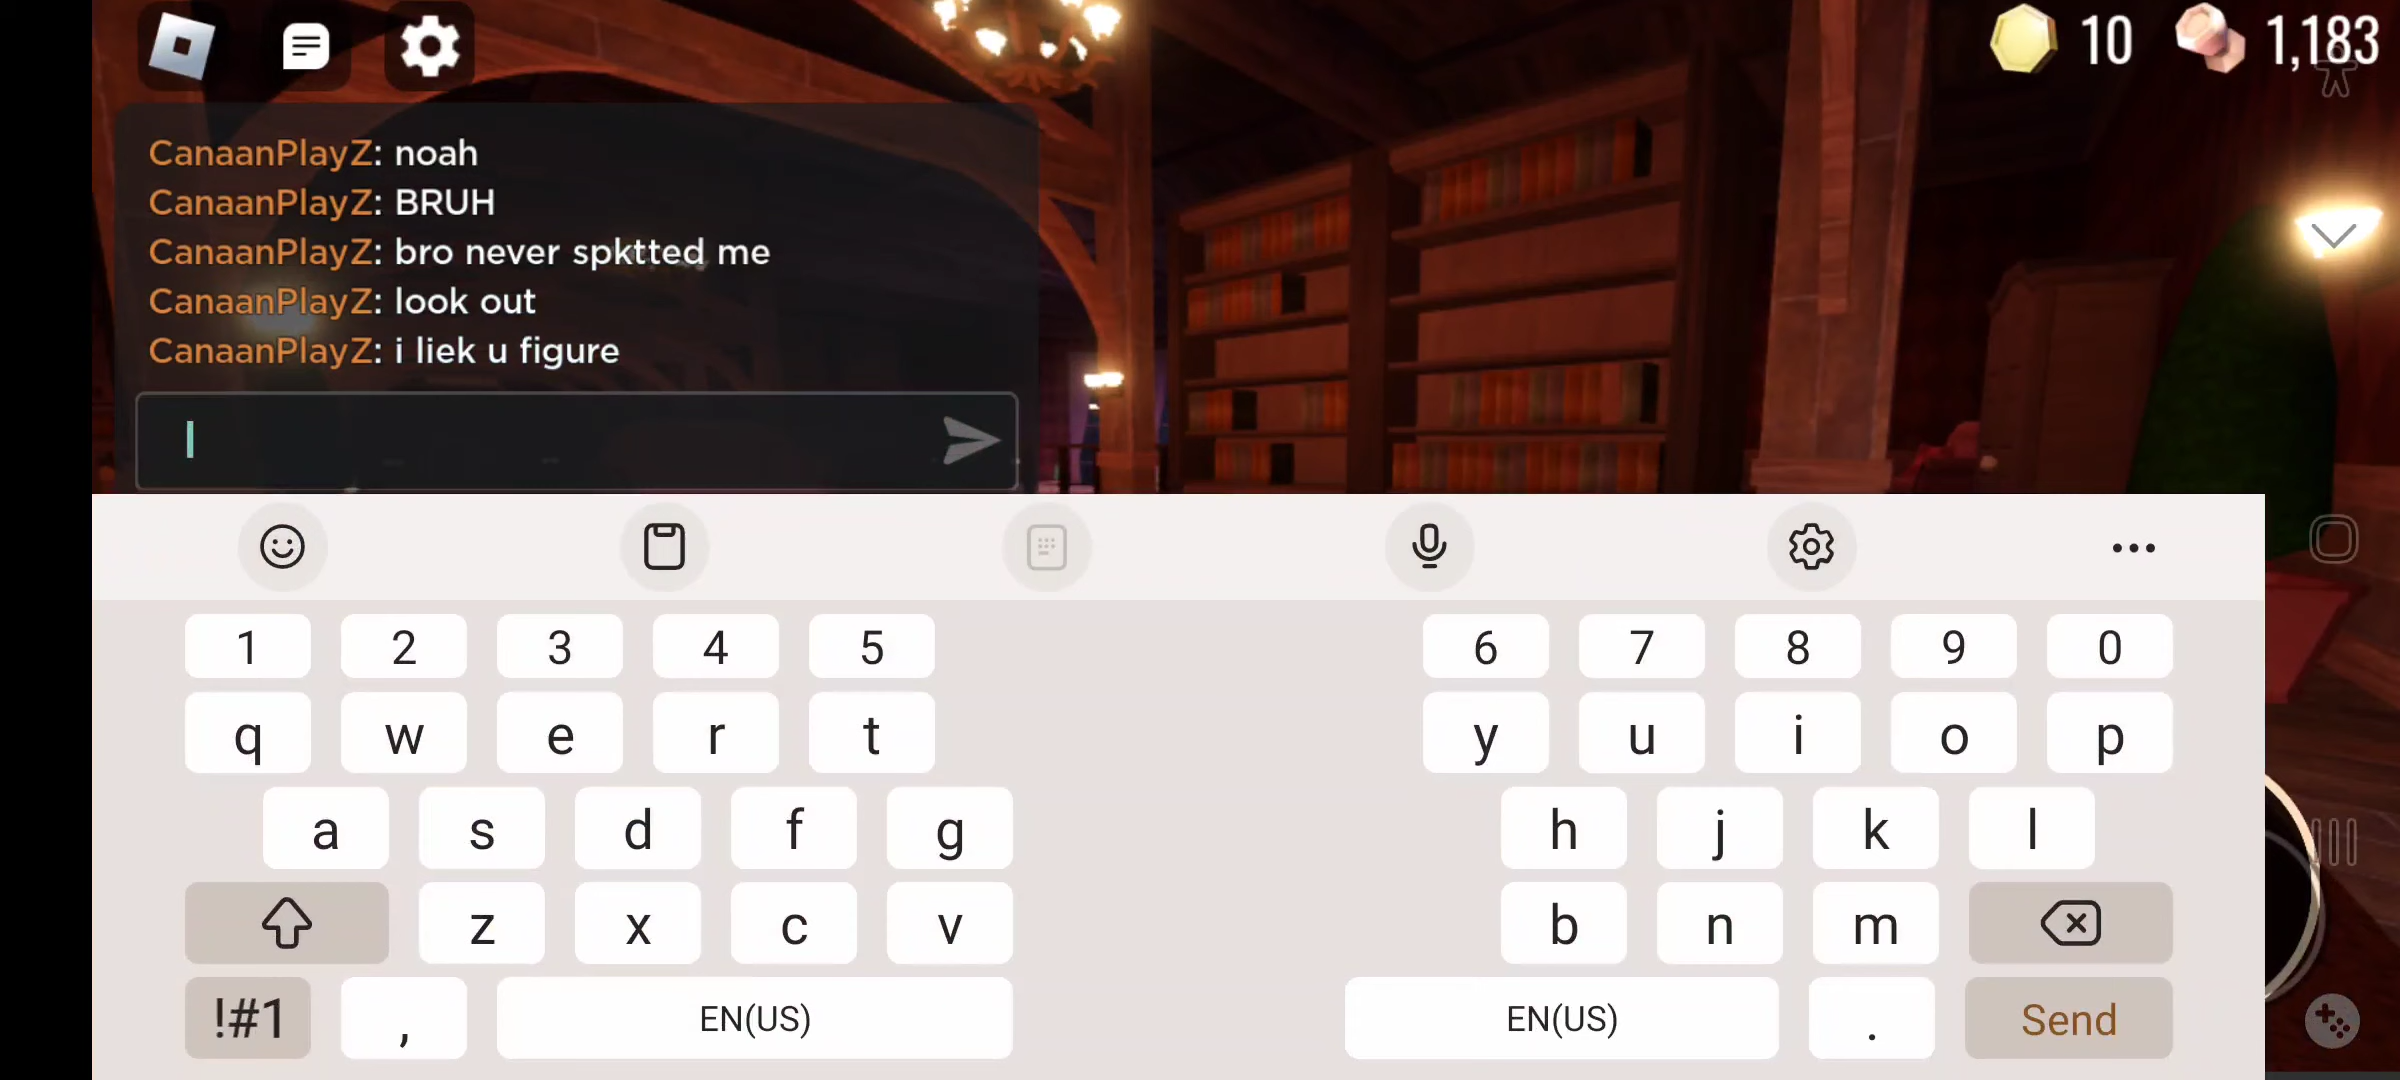 10 1,183
CanaanPlayZ: noah
CanaanPlayZ: BRUH
CanaanPlayZ: bro never spktted me
CanaanPlayZ: look out
CanaanPlayZ: i liek u figure
1 2 3 4 5 6 7 8 9 0
q w e r t y u i o p
a s d f g h j k l
z x c v b n m
!#1 , EN(US) EN(US) . Send